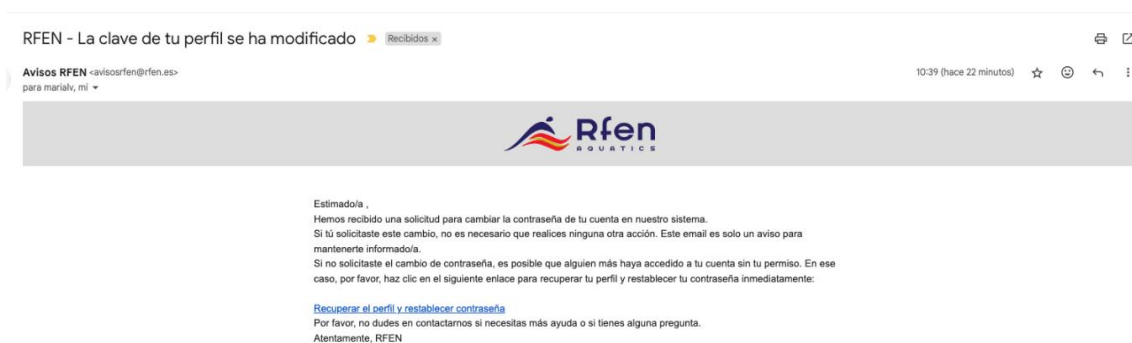 RFEN - La clave de tu perfil se ha modificado Recibidos x
Avisos RFEN <avisosrfen@rfen.es>
10:39 (hace 22 minutos)
para marialv, mí
Rfen
AQUATICS
Estimado/a ,
Hemos recibido una solicitud para cambiar la contraseña de tu cuenta en nuestro sistema.
Si tú solicitaste este cambio, no es necesario que realices ninguna otra acción. Este email es solo un aviso para
mantenerte informado/a.
Si no solicitaste el cambio de contraseña, es posible que alguien más haya accedido a tu cuenta sin tu permiso. En ese
caso, por favor, haz clic en el siguiente enlace para recuperar tu perfil y restablecer tu contraseña inmediatamente:
Recuperar el perfil y restablecer contraseña
Por favor, no dudes en contactarnos si necesitas más ayuda o si tienes alguna pregunta.
Atentamente, RFEN